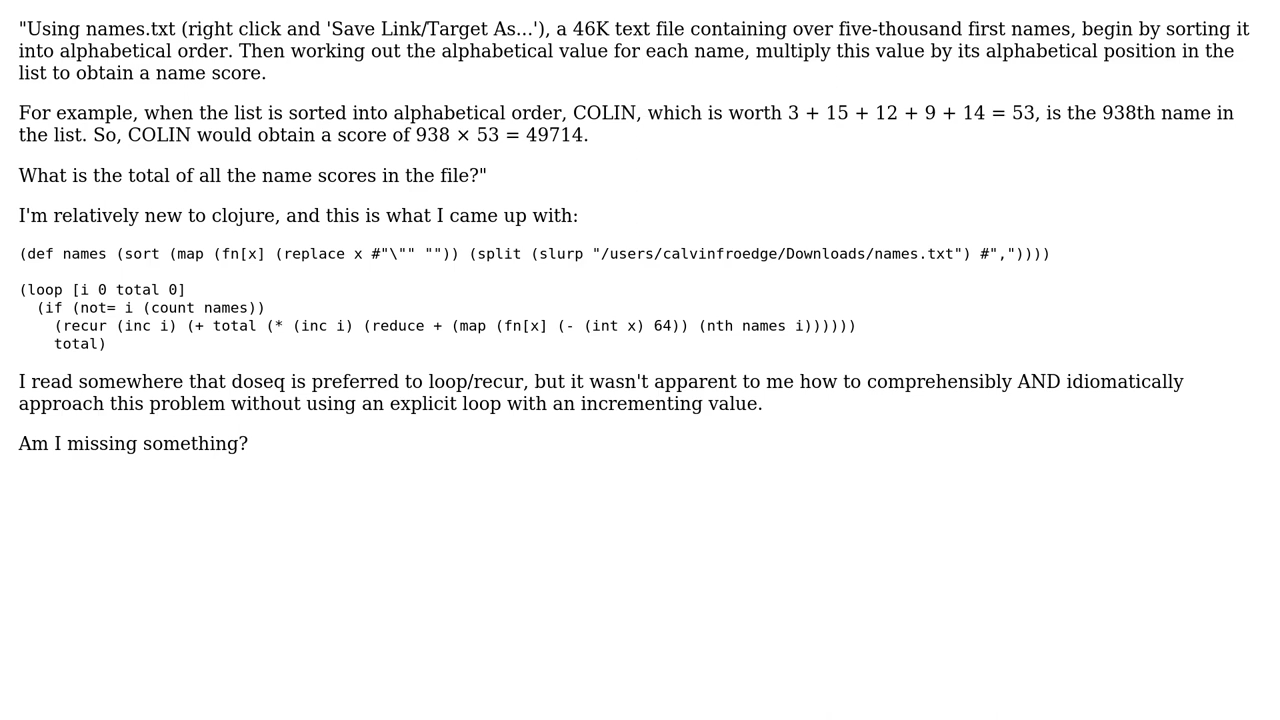 "Using names.txt (right click and 'Save Link/Target As...'), a 46K text file containing over five-thousand first names, begin by sorting it
into alphabetical order. Then working out the alphabetical value for each name, multiply this value by its alphabetical position in the
list to obtain a name score.
For example, when the list is sorted into alphabetical order, COLIN, which is worth 3 + 15 + 12 + 9 + 14 = 53, is the 938th name in
the list. So, COLIN would obtain a score of 938 × 53 = 49714.
What is the total of all the name scores in the file?"
I'm relatively new to clojure, and this is what I came up with:
(def names (sort (map (fn[x] (replace x #"\"" "")) (split (slurp "/users/calvinfroedge/Downloads/names.txt") #","))))
(loop [i 0 total 0]
  (if (not= i (count names))
    (recur (inc i) (+ total (* (inc i) (reduce + (map (fn[x] (- (int x) 64)) (nth names i))))))
    total)
I read somewhere that doseq is preferred to loop/recur, but it wasn't apparent to me how to comprehensibly AND idiomatically
approach this problem without using an explicit loop with an incrementing value.
Am I missing something?